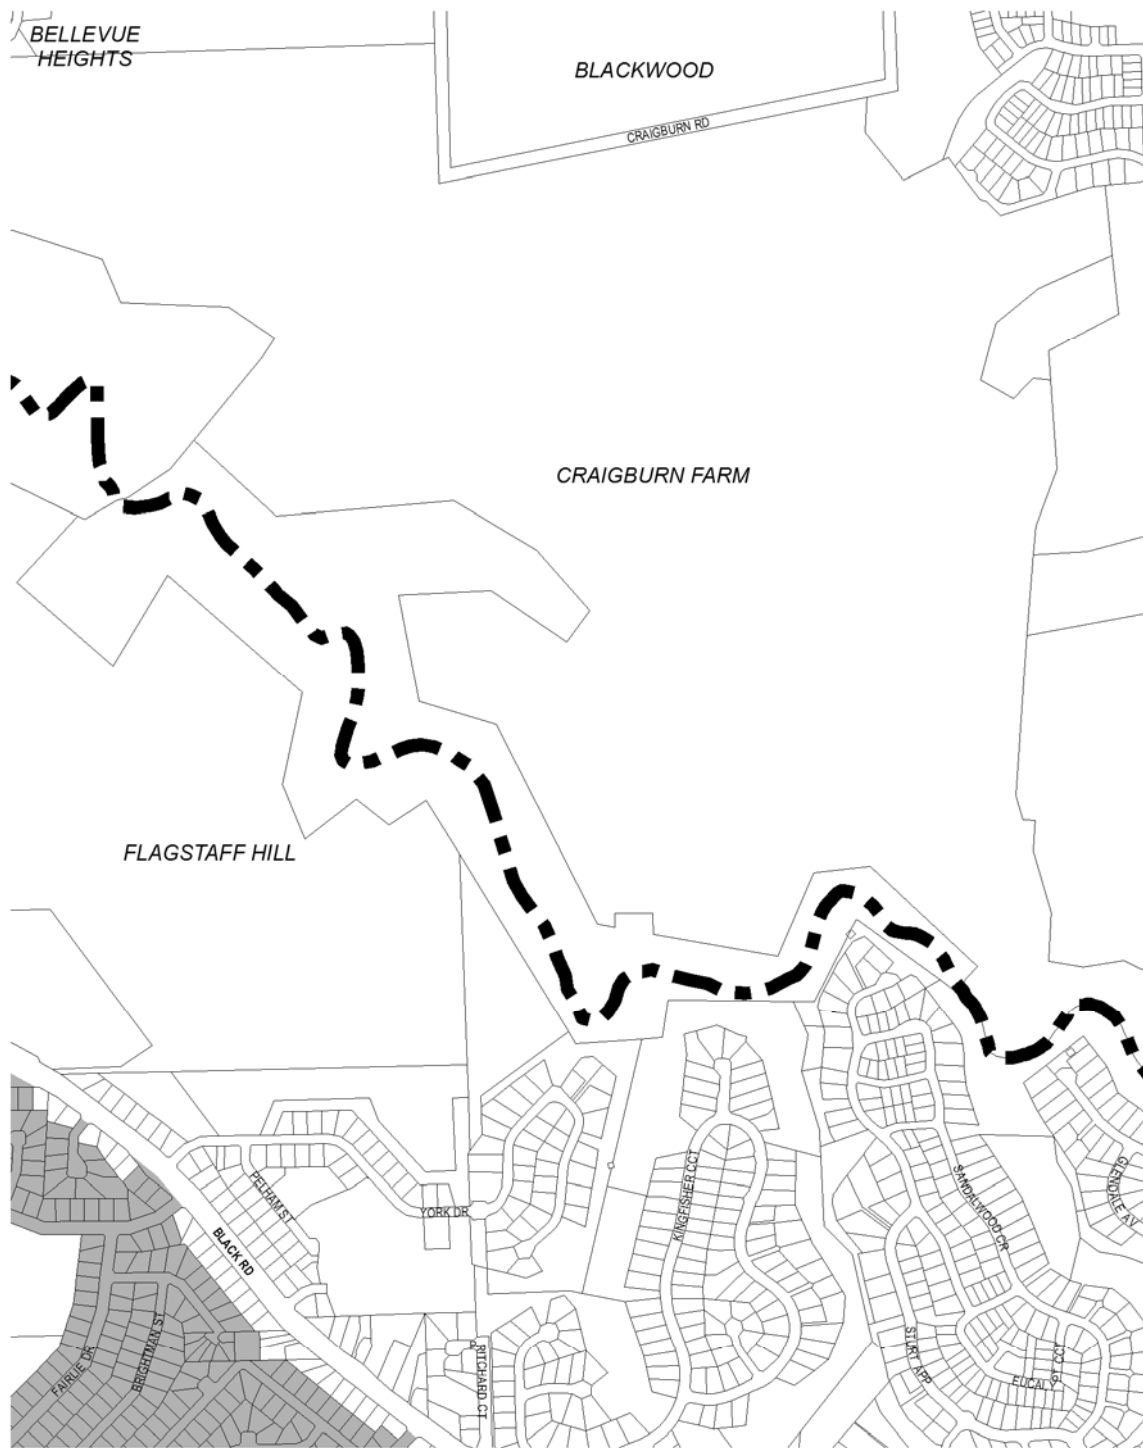 BELLEVUE
HEIGHTS
BLACKWOOD
CRAIGBURN RD
CRAIGBURN FARM
FLAGSTAFF HILL
PELHAM ST
YORK DR
BLACK RD
KINGFISHER CCT
SANDALWOOD CR
GLENDALE AV
FAIRLIE DR
BRIGHTMAN ST
RITCHARD CT
STURT APP
EUCALYPT CCT